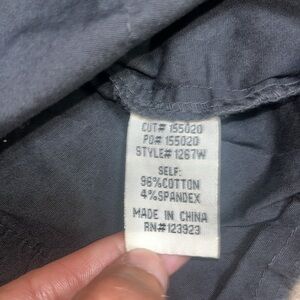 CUT# 155020
PO# 155020
STYLE# 1267W
SELF:
96%COTTON
4%SPANDEX
MADE IN CHINA
RN#123923